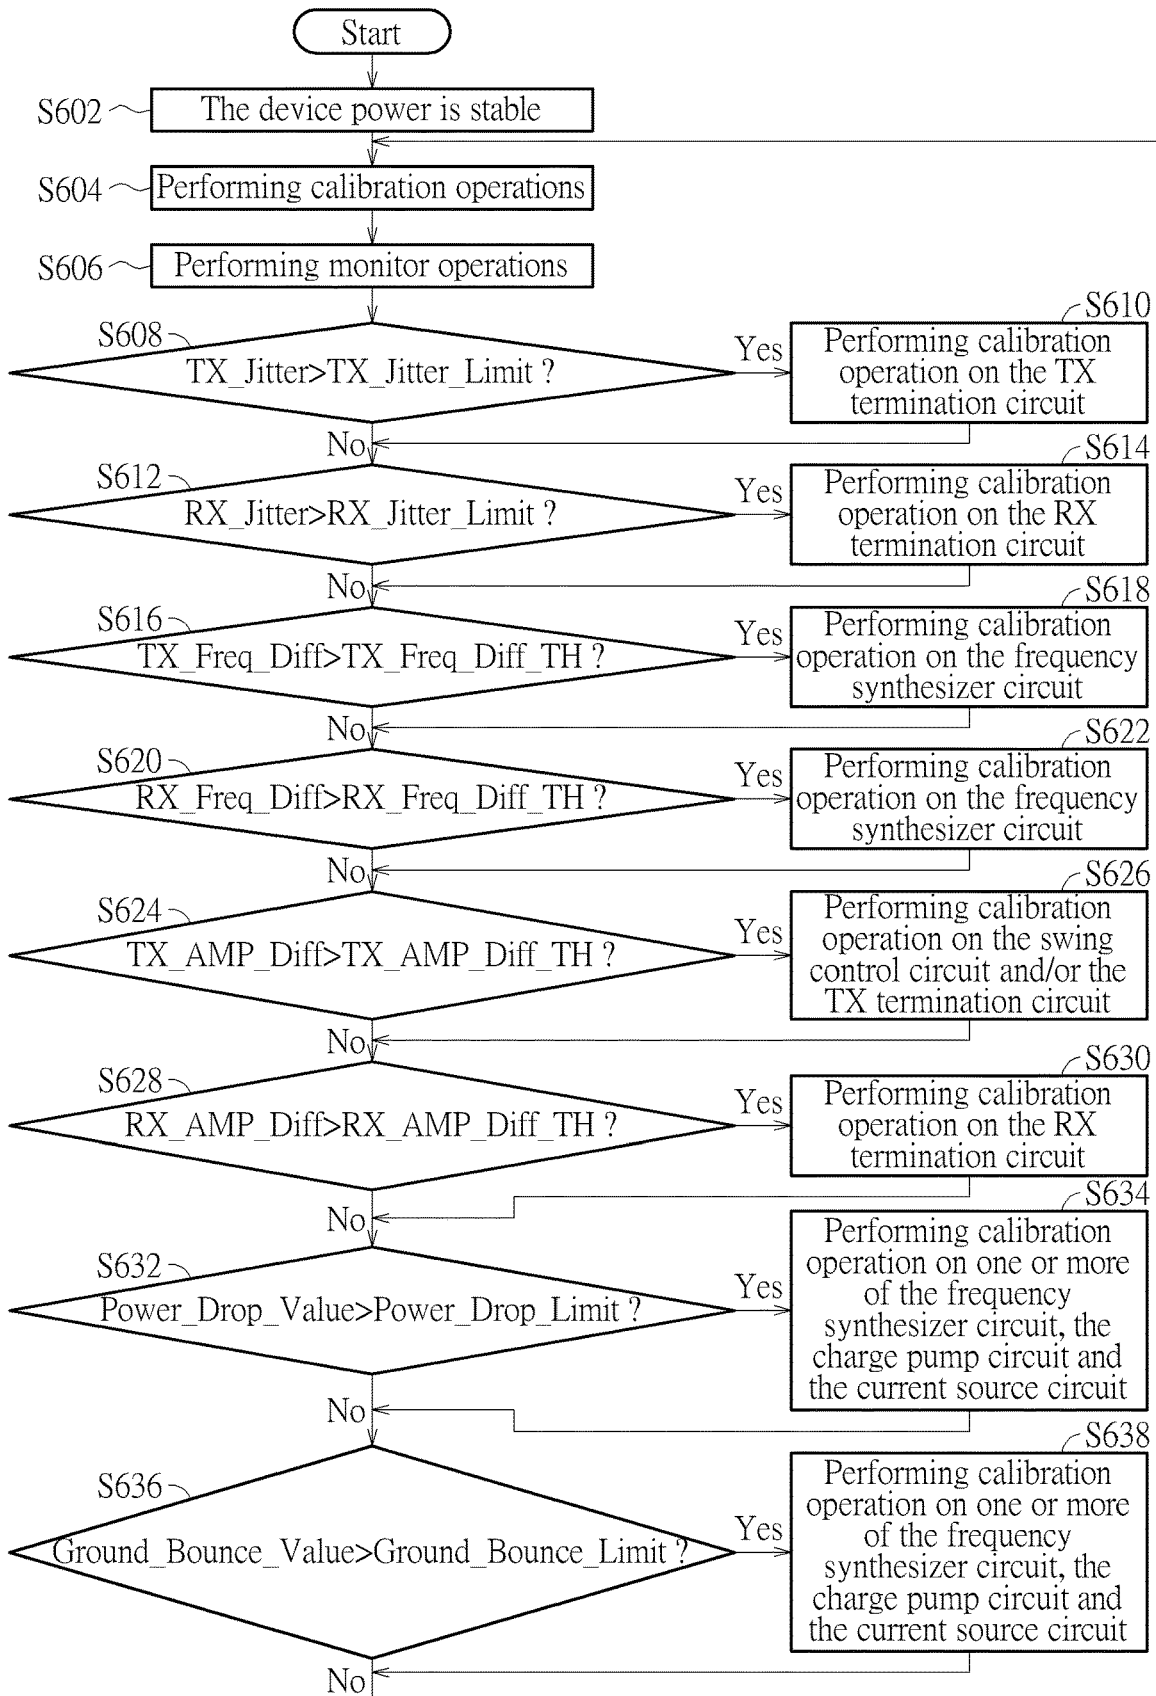 Start
S602
The device power is stable
S604
Performing calibration operations
S606
Performing monitor operations
S608
TX_Jitter>TX_Jitter_Limit ?
Yes
S610
Performing calibration
operation on the TX
termination circuit
No
S612
RX_Jitter>RX_Jitter_Limit ?
Yes
S614
Performing calibration
operation on the RX
termination circuit
No
S616
TX_Freq_Diff>TX_Freq_Diff_TH ?
Yes
S618
Performing calibration
operation on the frequency
synthesizer circuit
No
S620
RX_Freq_Diff>RX_Freq_Diff_TH ?
Yes
S622
Performing calibration
operation on the frequency
synthesizer circuit
No
S624
TX_AMP_Diff>TX_AMP_Diff_TH ?
Yes
S626
Performing calibration
operation on the swing
control circuit and/or the
TX termination circuit
No
S628
RX_AMP_Diff>RX_AMP_Diff_TH ?
Yes
S630
Performing calibration
operation on the RX
termination circuit
No
S632
Power_Drop_Value>Power_Drop_Limit ?
Yes
S634
Performing calibration
operation on one or more
of the frequency
synthesizer circuit, the
charge pump circuit and
the current source circuit
No
S636
Ground_Bounce_Value>Ground_Bounce_Limit ?
Yes
S638
Performing calibration
operation on one or more
of the frequency
synthesizer circuit, the
charge pump circuit and
the current source circuit
No